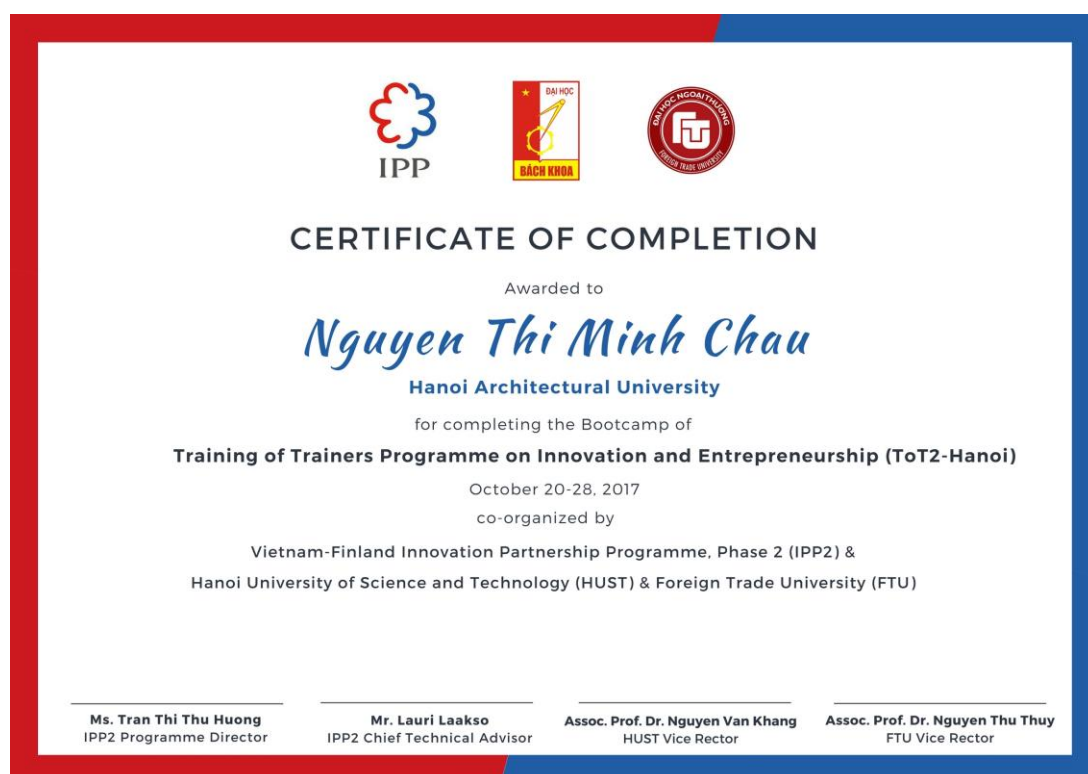 IPP
ĐẠI HỌC
BÁCH KHOA
ĐẠI HỌC NGOẠI THƯƠNG
FTU
FOREIGN TRADE UNIVERSITY
CERTIFICATE OF COMPLETION
Awarded to
Nguyen Thi Minh Chau
Hanoi Architectural University
for completing the Bootcamp of
Training of Trainers Programme on Innovation and Entrepreneurship (ToT2-Hanoi)
October 20-28, 2017
co-organized by
Vietnam-Finland Innovation Partnership Programme, Phase 2 (IPP2) &
Hanoi University of Science and Technology (HUST) & Foreign Trade University (FTU)
Ms. Tran Thi Thu Huong
IPP2 Programme Director
Mr. Lauri Laakso
IPP2 Chief Technical Advisor
Assoc. Prof. Dr. Nguyen Van Khang
HUST Vice Rector
Assoc. Prof. Dr. Nguyen Thu Thuy
FTU Vice Rector